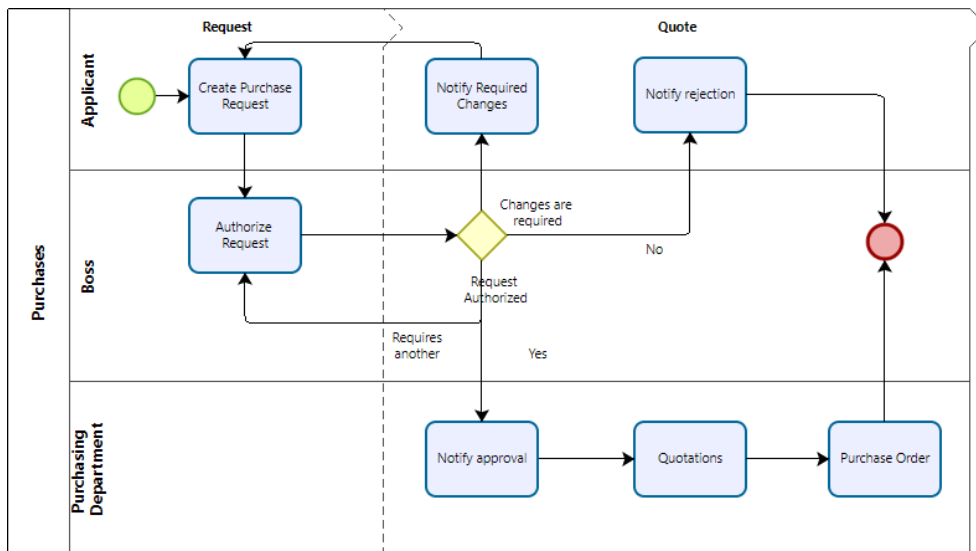 Request
Quote
Purchases
Applicant
Create Purchase
Request
Notify Required
Changes
Notify rejection
Boss
Authorize
Request
Changes are
required
No
Request
Authorized
Requires
another
Yes
Purchasing
Department
Notify approval
Quotations
Purchase Order